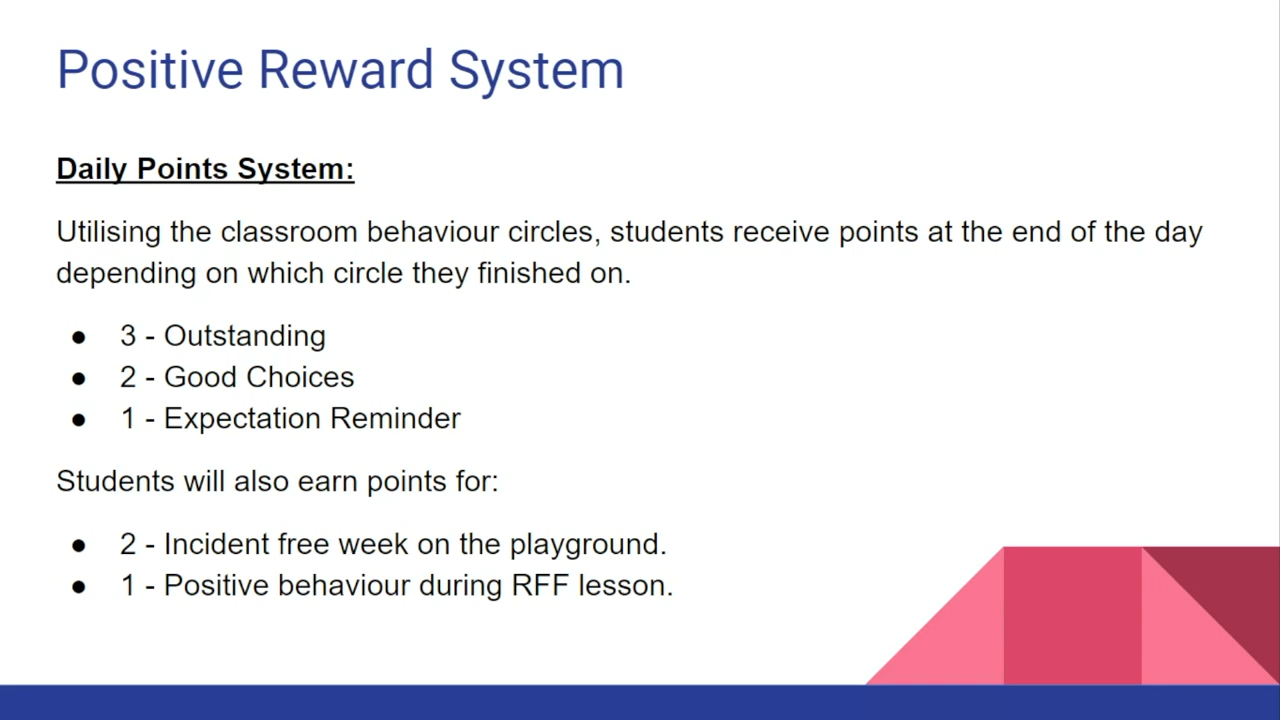 Positive Reward System
Daily Points System:
Utilising the classroom behaviour circles, students receive points at the end of the day
depending on which circle they finished on.
● 3 - Outstanding
● 2 - Good Choices
● 1 - Expectation Reminder
Students will also earn points for:
● 2 - Incident free week on the playground.
● 1 - Positive behaviour during RFF lesson.